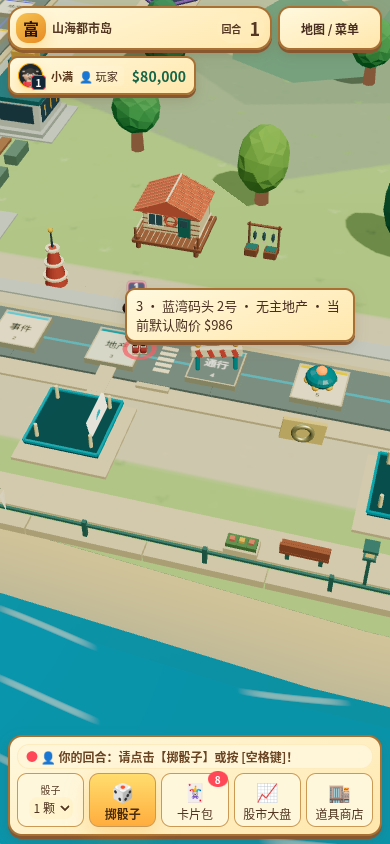 富 山海都市岛 回合 1 地图 / 菜单
1 小满 👤 玩家 $80,000
3 · 蓝湾码头 2号 · 无主地产 · 当
前默认购价 $986
事件
2
地产
通行
4
5
👤 你的回合：请点击【掷骰子】或按 [空格键]！
骰子
1 颗
掷骰子
8
卡片包
股市大盘
道具商店